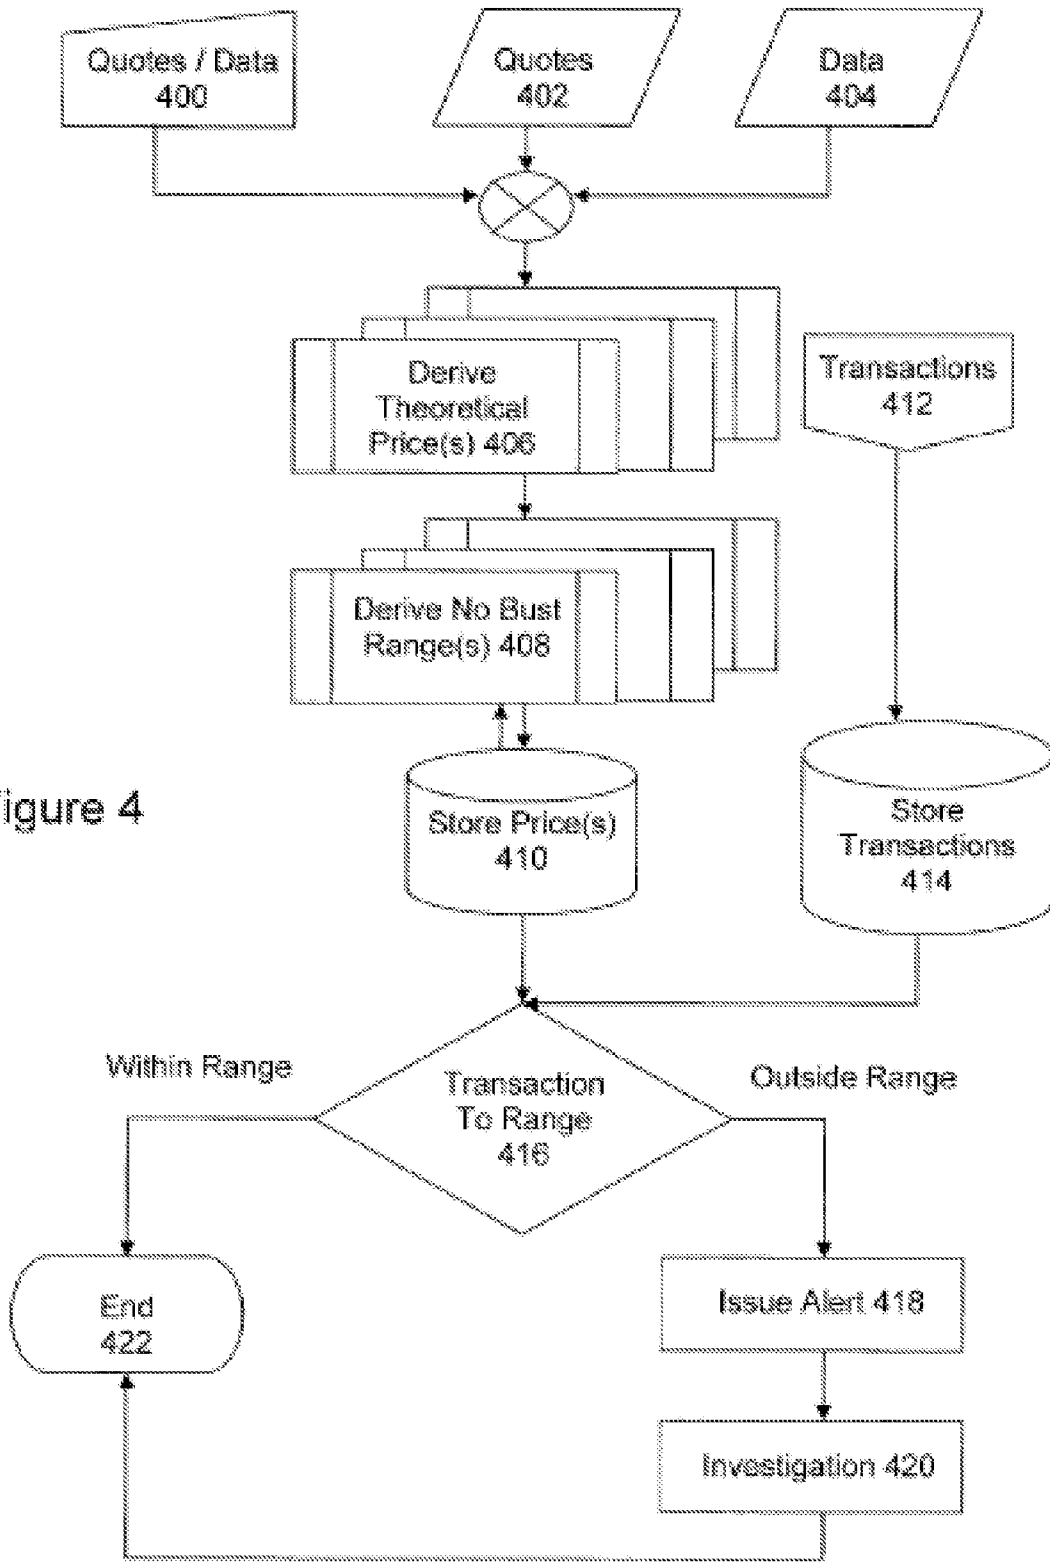 Quotes / Data
400
Quotes
402
Data
404
Derive
Theoretical
Price(s) 406
Transactions
412
Derive No Bust
Range(s) 408
igure 4
Store Price(s)
410
Store
Transactions
414
Within Range
Transaction
To Range
416
Outside Range
End
422
Issue Alert 418
Investigation 420